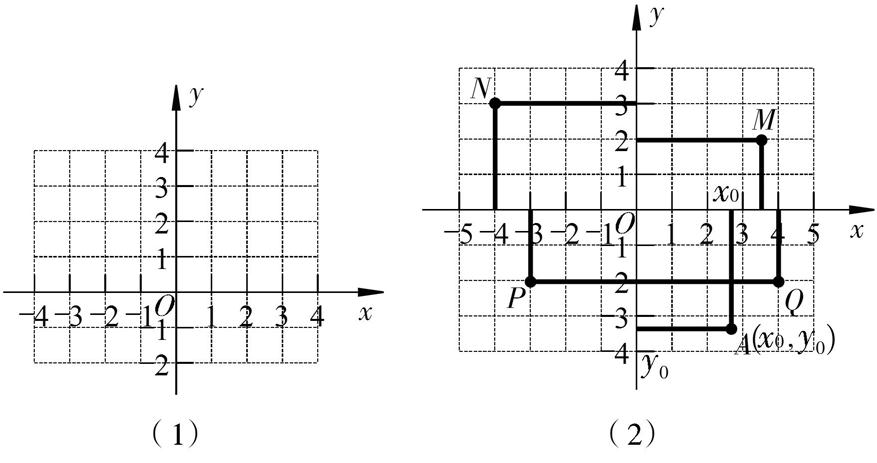 y
4
3
2
1
O
-4 -3 -2 -1 1 2 3 4 x
1
-2
(1)
y
4
N 3
M
2
1
x₀
O
-5 -4 -3 -2 -1 1 2 3 4 5 x
1
P 2 Q
3
A(x₀, y₀)
4 y₀
(2)